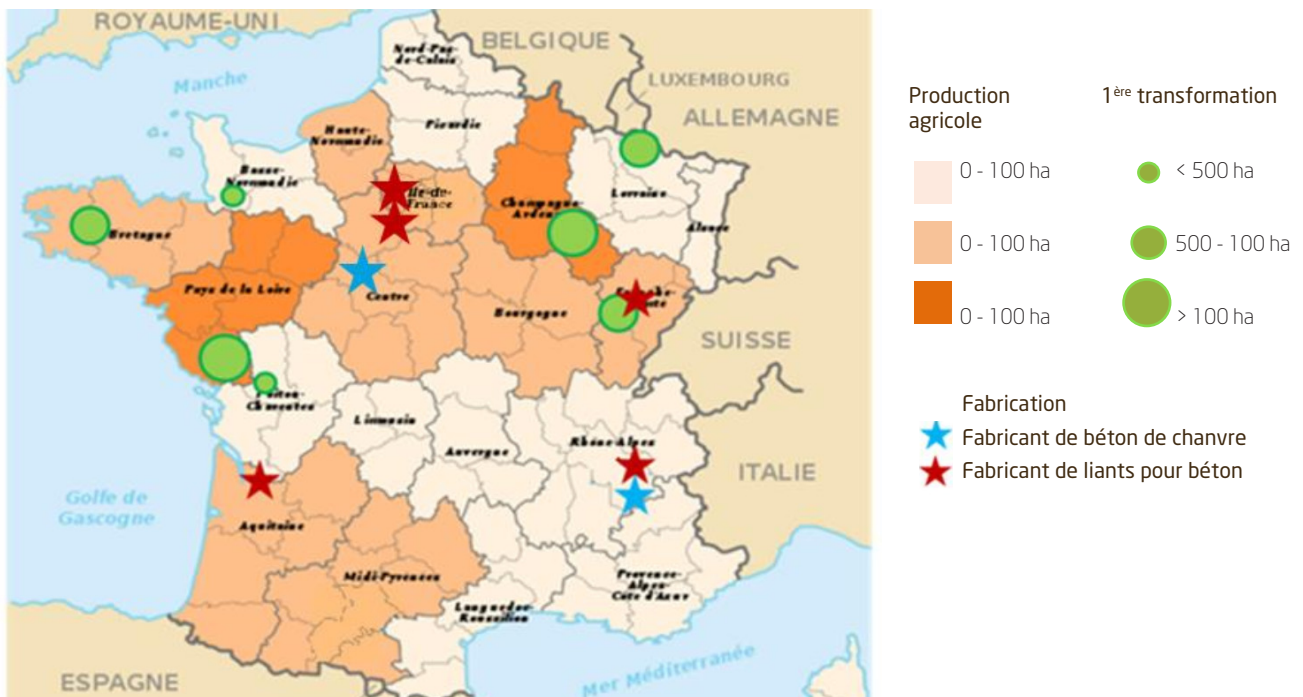 ROYAUME-UNI
BELGIQUE
Nord-Pas-
de-Calais
LUXEMBOURG
Manche
ALLEMAGNE
Haute-
Normandie
Picardie
Basse-
Normandie
Ile-de-
France
Champagne-
Lorraine
Alsace
Bretagne
Pays de la Loire
Centre
Bourgogne
SUISSE
Poitou-
Charentes
Limousin
Auvergne
Rhône-Alpes
ITALIE
Golfe de
Gascogne
Aquitaine
Midi-Pyrénées
Provence-
Alpes-
Côte d'Azur
Languedoc-
Roussillon
Mer Méditerranée
ESPAGNE
Production
agricole
0 - 100 ha
0 - 100 ha
0 - 100 ha
1ère transformation
< 500 ha
500 - 100 ha
> 100 ha
Fabrication
Fabricant de béton de chanvre
Fabricant de liants pour béton